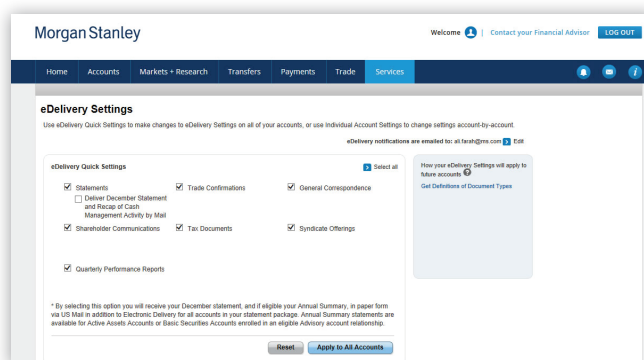 Morgan Stanley
Welcome | Contact your Financial Advisor LOG OUT
Home Accounts Markets + Research Transfers Payments Trade Services
eDelivery Settings
Use eDelivery Quick Settings to make changes to eDelivery Settings on all of your accounts, or use Individual Account Settings to change settings account-by-account.
eDelivery notifications are emailed to: ali.farah@ms.com Edit
eDelivery Quick Settings Select all
Statements Trade Confirmations General Correspondence
Deliver December Statement
and Recap of Cash
Management Activity by Mail
Shareholder Communications Tax Documents Syndicate Offerings
Quarterly Performance Reports
* By selecting this option you will receive your December statement, and if eligible your Annual Summary, in paper form
via US Mail in addition to Electronic Delivery for all accounts in your statement package. Annual Summary statements are
available for Active Assets Accounts or Basic Securities Accounts enrolled in an eligible Advisory account relationship.
Reset Apply to All Accounts
How your eDelivery Settings will apply to
future accounts ?
Get Definitions of Document Types